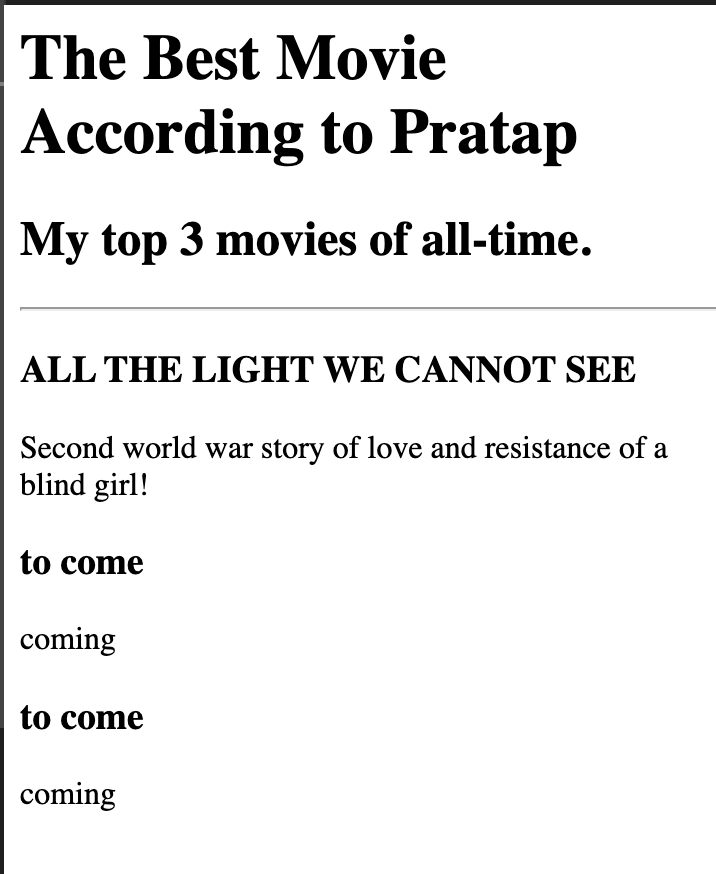 The Best Movie
According to Pratap
My top 3 movies of all-time.
ALL THE LIGHT WE CANNOT SEE
Second world war story of love and resistance of a
blind girl!
to come
coming
to come
coming